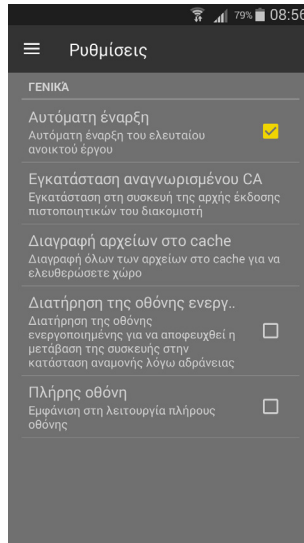 79% 08:56
Ρυθμίσεις
ΓΕΝΙΚΆ
Αυτόματη έναρξη
Αυτόματη έναρξη του ελευταίου
ανοικτού έργου
Εγκατάσταση αναγνωρισμένου CA
Εγκατάσταση στη συσκευή της αρχής έκδοσης
πιστοποιητικών του διακομιστή
Διαγραφή αρχείων στο cache
Διαγραφή όλων των αρχείων στο cache για να
ελευθερώσετε χώρο
Διατήρηση της οθόνης ενεργ..
Διατήρηση της οθόνης
ενεργοποιημένης για να αποφευχθεί η
μετάβαση της συσκευής στην
κατάσταση αναμονής λόγω αδράνειας
Πλήρης οθόνη
Εμφάνιση στη λειτουργία πλήρους
οθόνης